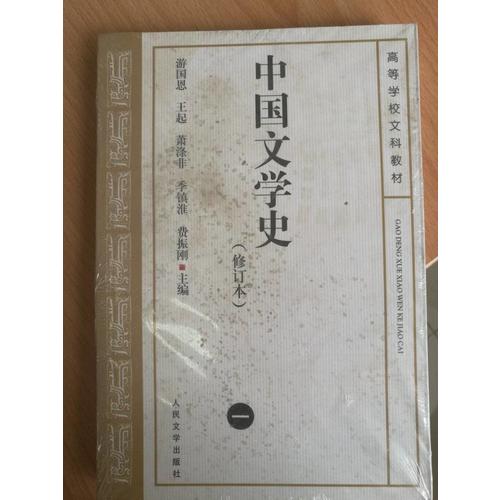 高等学校文科教材
GAO DENG XUE XIAO WEN KE JIAO CAI
中国文学史
(修订本)
一
游国恩 王起 萧涤非 季镇淮 费振刚 主编
人民文学出版社